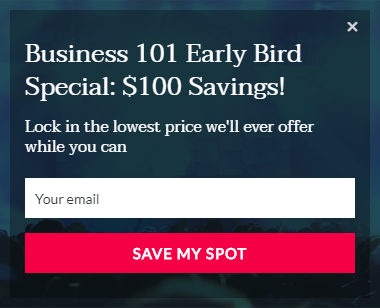 ×
Business 101 Early Bird
Special: $100 Savings!
Lock in the lowest price we'll ever offer
while you can
Your email
SAVE MY SPOT